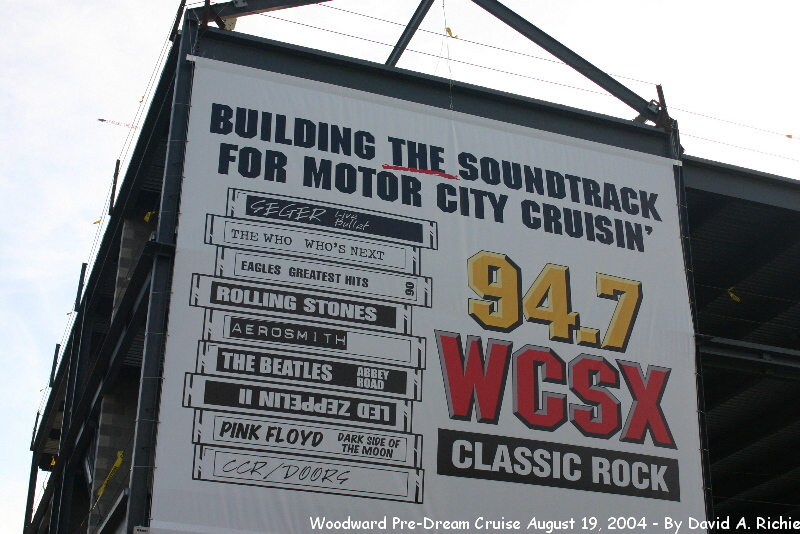 BUILDING THE SOUNDTRACK
FOR MOTOR CITY CRUISIN'
SEGER Live Bullet
THE WHO WHO'S NEXT
EAGLES GREATEST HITS 90
ROLLING STONES
AEROSMITH
THE BEATLES ABBEY ROAD
LED ZEPPELIN II
PINK FLOYD DARK SIDE OF THE MOON
CCR/DOORS
94.7
WCSX
CLASSIC ROCK
Woodward Pre-Dream Cruise August 19, 2004 - By David A. Richie